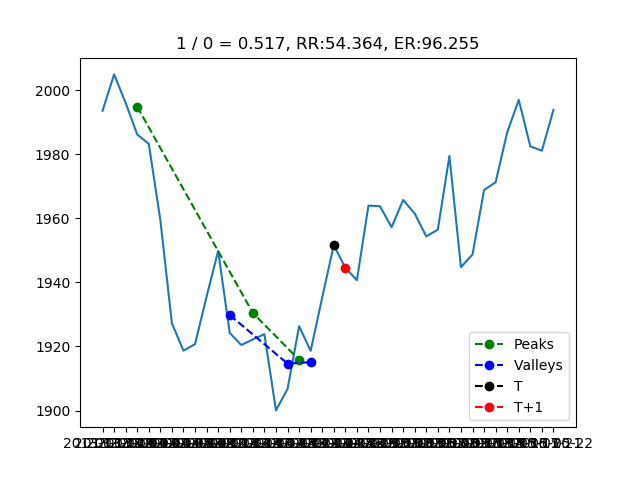 1 / 0 = 0.517, RR:54.364, ER:96.255
2000
1980
1960
1940
1920
1900
Peaks
Valleys
T
T+1